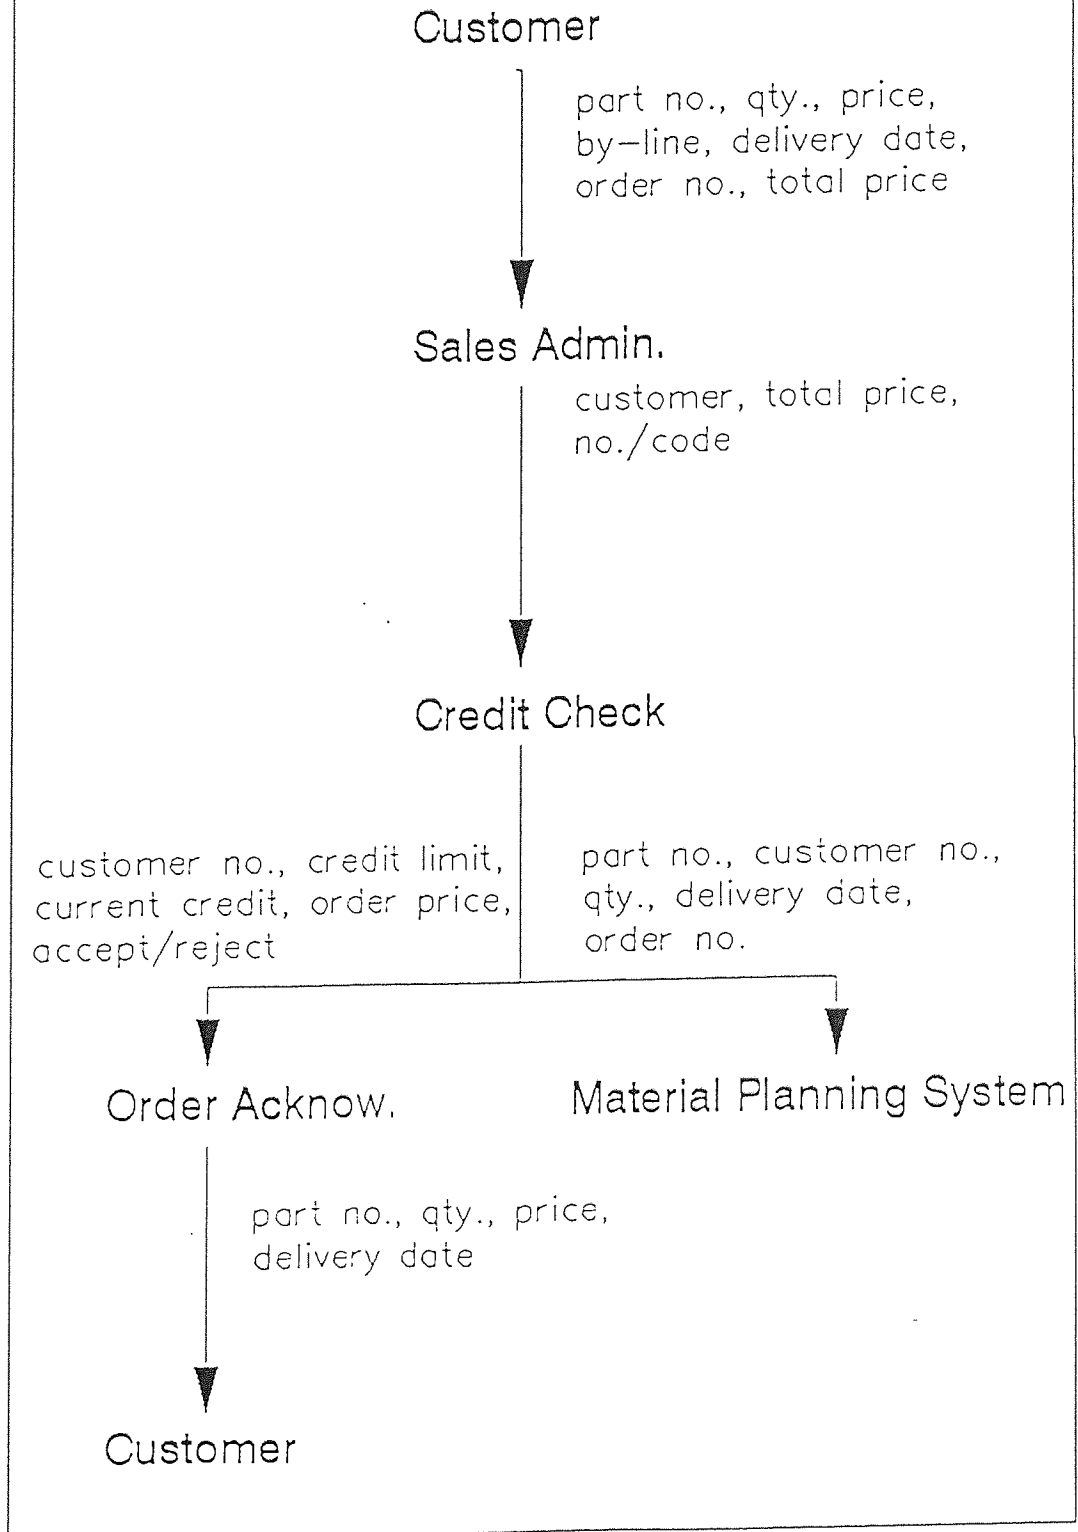 Customer
part no., qty., price,
by-line, delivery date,
order no., total price
Sales Admin.
customer, total price,
no./code
Credit Check
customer no., credit limit,
current credit, order price,
accept/reject
part no., customer no.,
qty., delivery date,
order no.
Order Acknow.
Material Planning System
part no., qty., price,
delivery date
Customer